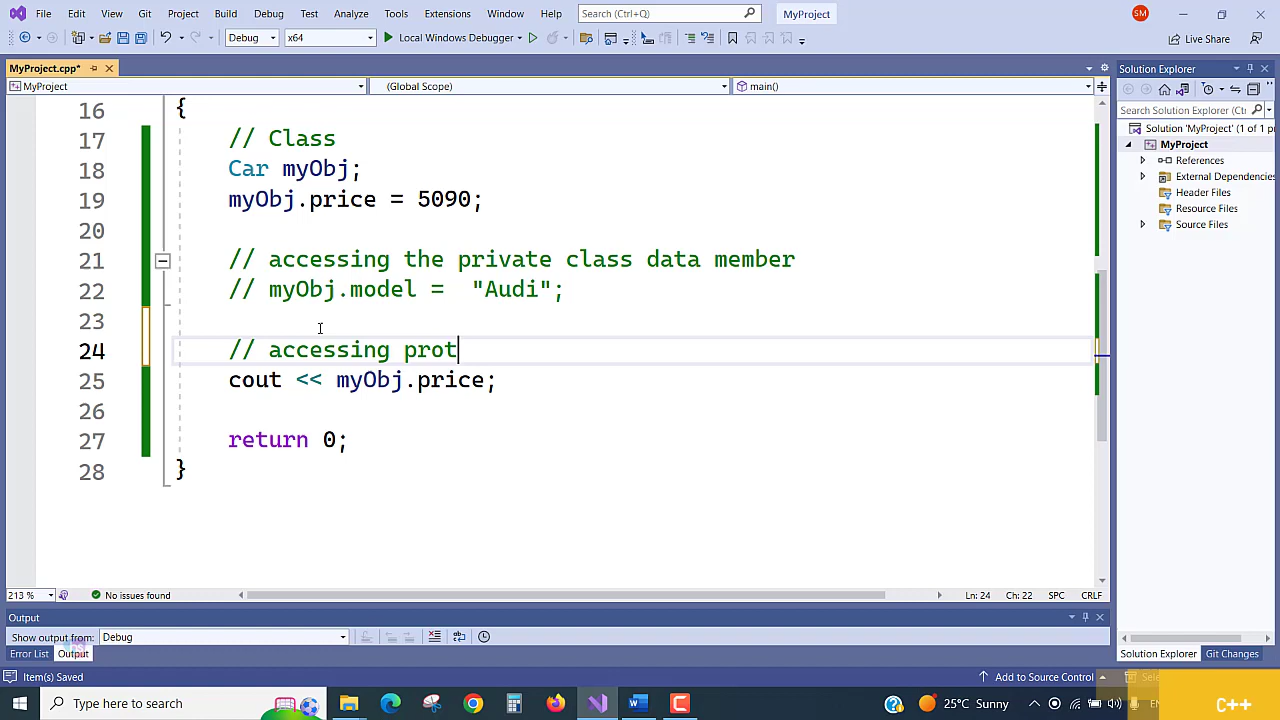 File Edit View Git Project Build Debug Test Analyze Tools Extensions Window Help Search (Ctrl+Q) MyProject SM
Debug x64 Local Windows Debugger Live Share
MyProject.cpp* Solution Explorer
MyProject (Global Scope) main()
Search Solution Explorer (Ctrl
Solution 'MyProject' (1 of 1 p
MyProject
References
External Dependencies
Header Files
Resource Files
Source Files
16 {
17 // Class
18 Car myObj;
19 myObj.price = 5090;
20
21 // accessing the private class data member
22 // myObj.model =  "Audi";
23
24 // accessing prot
25 cout << myObj.price;
26
27 return 0;
28 }
213 % No issues found Ln: 24 Ch: 22 SPC CRLF
Output
Show output from: Debug
Error List Output Solution Explorer Git Changes
Item(s) Saved Add to Source Control
Type here to search 25°C Sunny C++